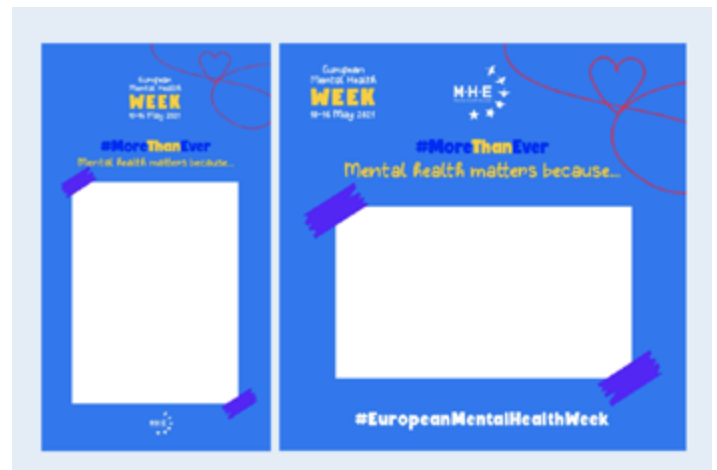 European
Mental Health
WEEK
10-16 May 2021
#MoreThanEver
Mental health matters because...
MHE
European
Mental Health
WEEK
10-16 May 2021
M·H·E
#MoreThanEver
Mental health matters because...
#EuropeanMentalHealthWeek